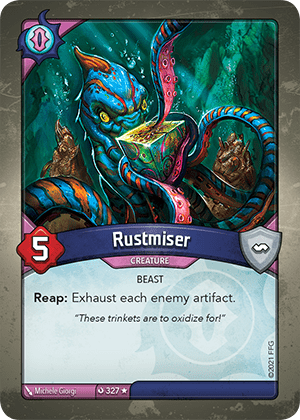 Rustmiser
CREATURE
5
BEAST
Reap: Exhaust each enemy artifact.
“These trinkets are to oxidize for!”
Michele Giorgi
327 ★
©2021 FFG